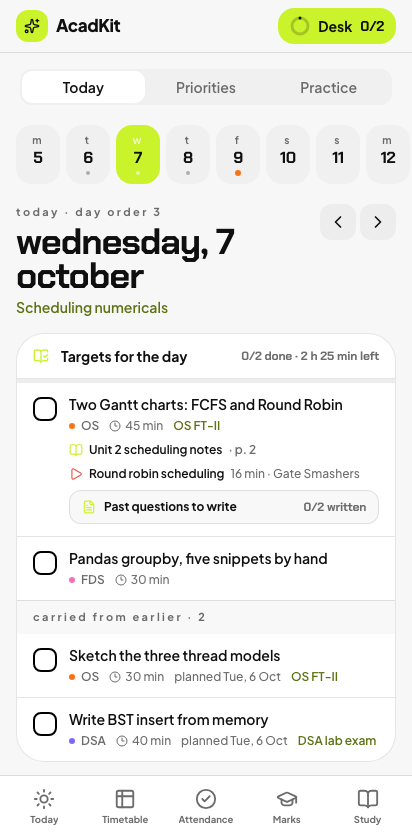 AcadKit
Desk 0/2
Today Priorities Practice
m t w t f s s m
5 6 7 8 9 10 11 12
today · day order 3
wednesday, 7
october
Scheduling numericals
Targets for the day 0/2 done · 2 h 25 min left
Two Gantt charts: FCFS and Round Robin
OS 45 min OS FT-II
Unit 2 scheduling notes · p. 2
Round robin scheduling 16 min · Gate Smashers
Past questions to write 0/2 written
Pandas groupby, five snippets by hand
FDS 30 min
carried from earlier · 2
Sketch the three thread models
OS 30 min planned Tue, 6 Oct OS FT-II
Write BST insert from memory
DSA 40 min planned Tue, 6 Oct DSA lab exam
Today Timetable Attendance Marks Study